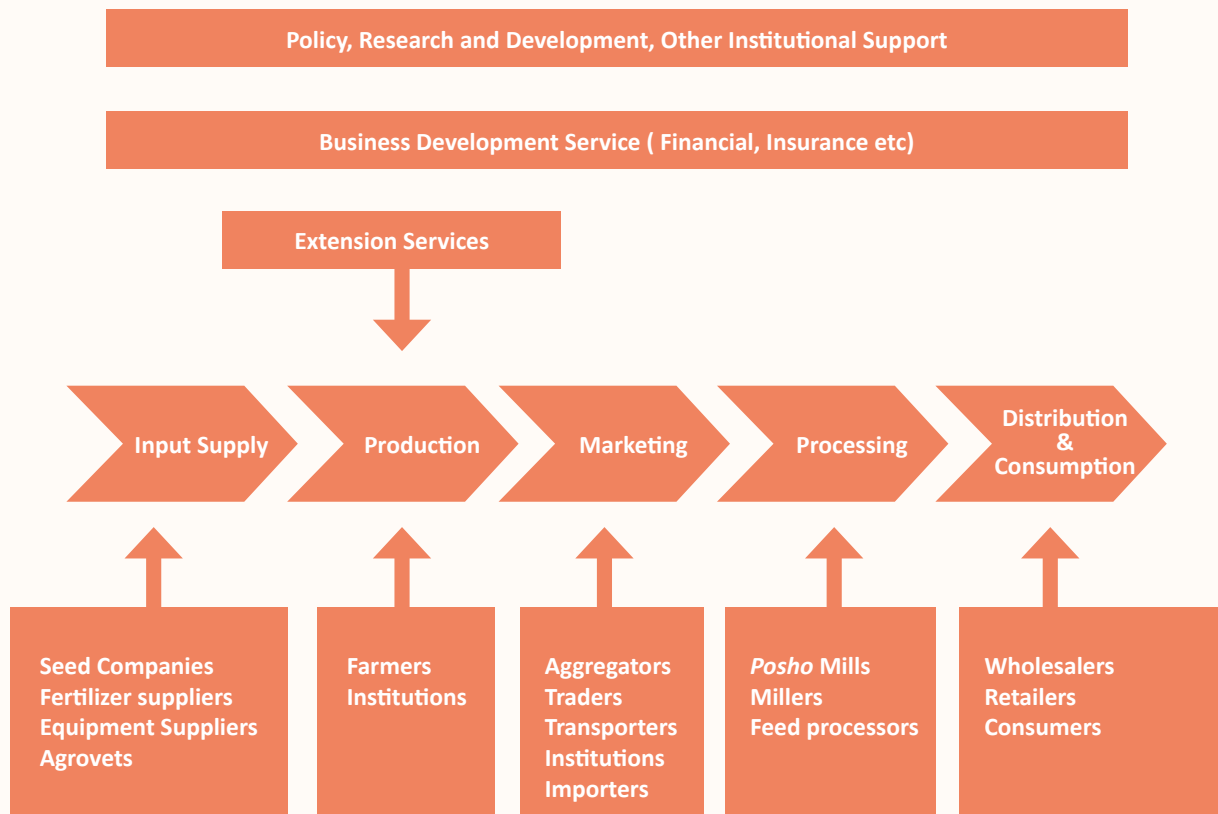 Policy, Research and Development, Other Institutional Support
Business Development Service ( Financial, Insurance etc)
Extension Services
Input Supply
Production
Marketing
Processing
Distribution
&
Consumption
Seed Companies
Fertilizer suppliers
Equipment Suppliers
Agrovets
Farmers
Institutions
Aggregators
Traders
Transporters
Institutions
Importers
Posho Mills
Millers
Feed processors
Wholesalers
Retailers
Consumers